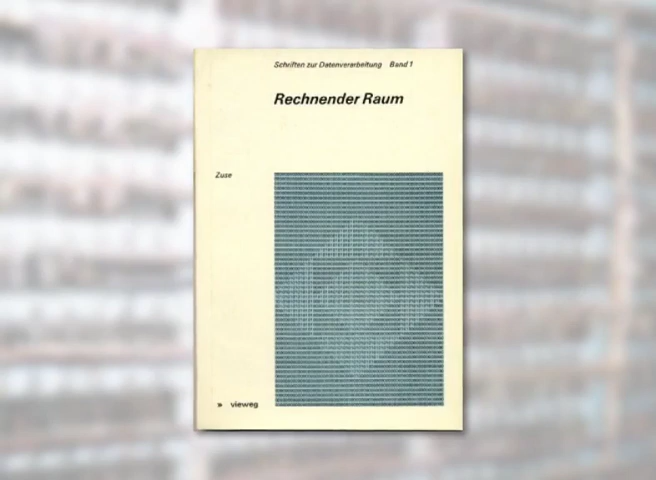 Schriften zur Datenverarbeitung Band 1
Rechnender Raum
Zuse
» vieweg